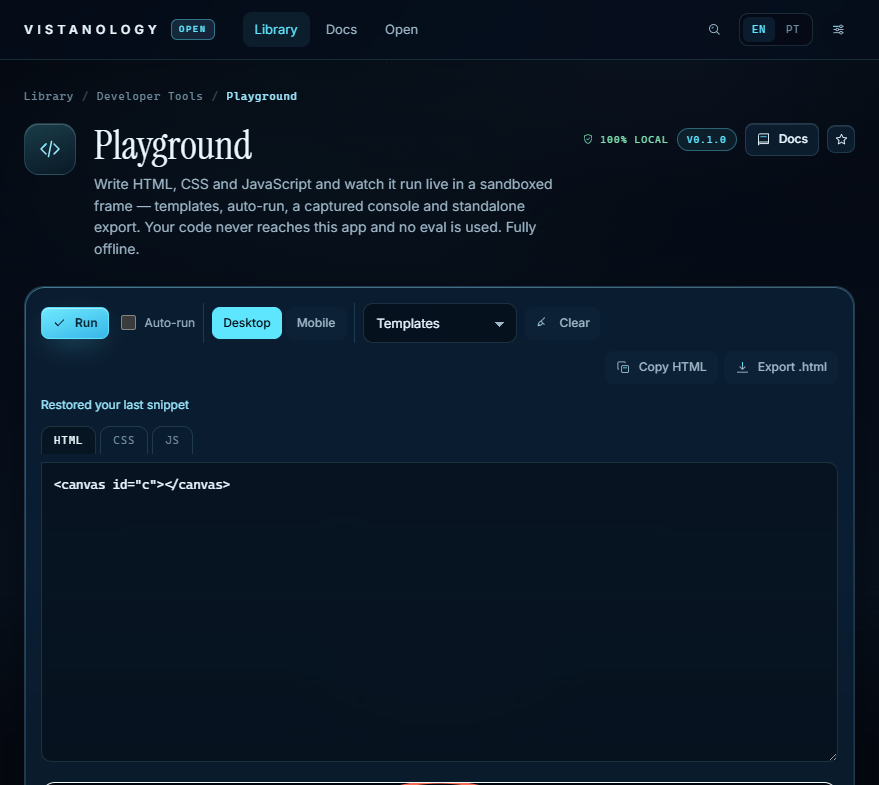 VISTANOLOGY OPEN Library Docs Open EN PT
Library / Developer Tools / Playground
Playground
100% LOCAL V0.1.0 Docs
Write HTML, CSS and JavaScript and watch it run live in a sandboxed
frame — templates, auto-run, a captured console and standalone
export. Your code never reaches this app and no eval is used. Fully
offline.
Run Auto-run Desktop Mobile Templates Clear
Copy HTML Export .html
Restored your last snippet
HTML CSS JS
<canvas id="c"></canvas>